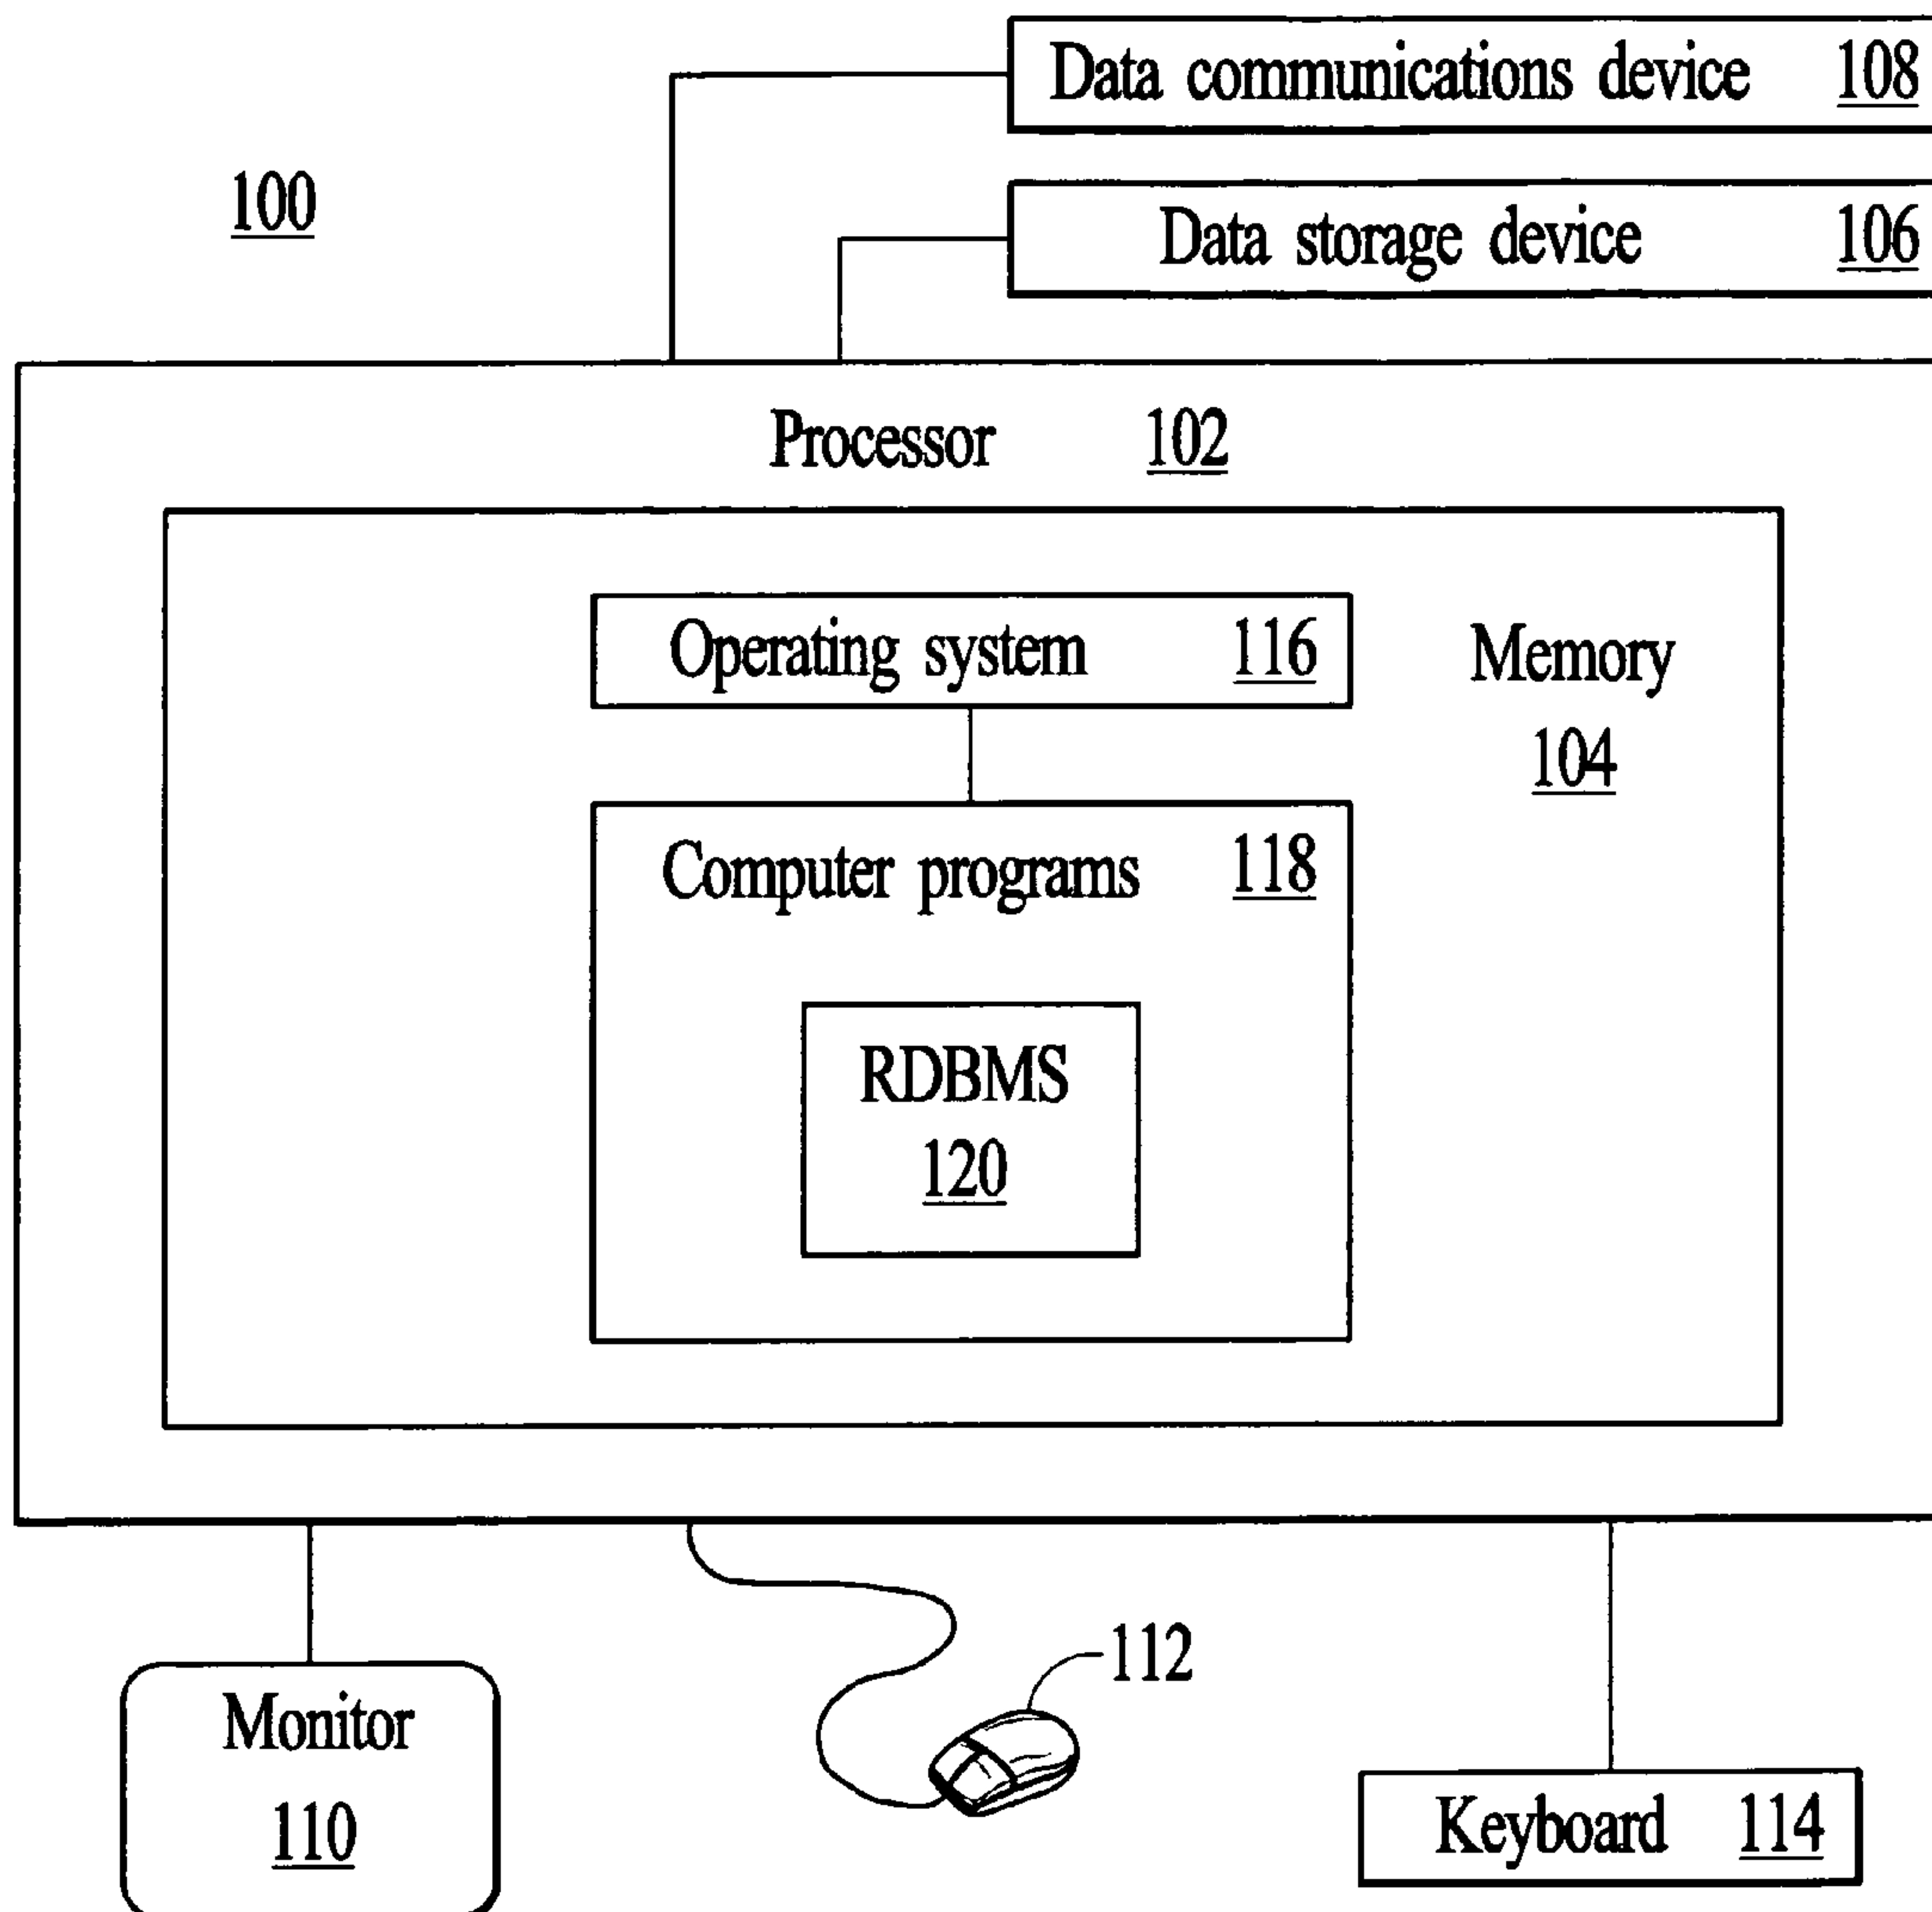 Data communications device 108
100
Data storage device 106
Processor 102
Operating system 116
Memory
104
Computer programs 118
RDBMS
120
112
Monitor
110
Keyboard 114